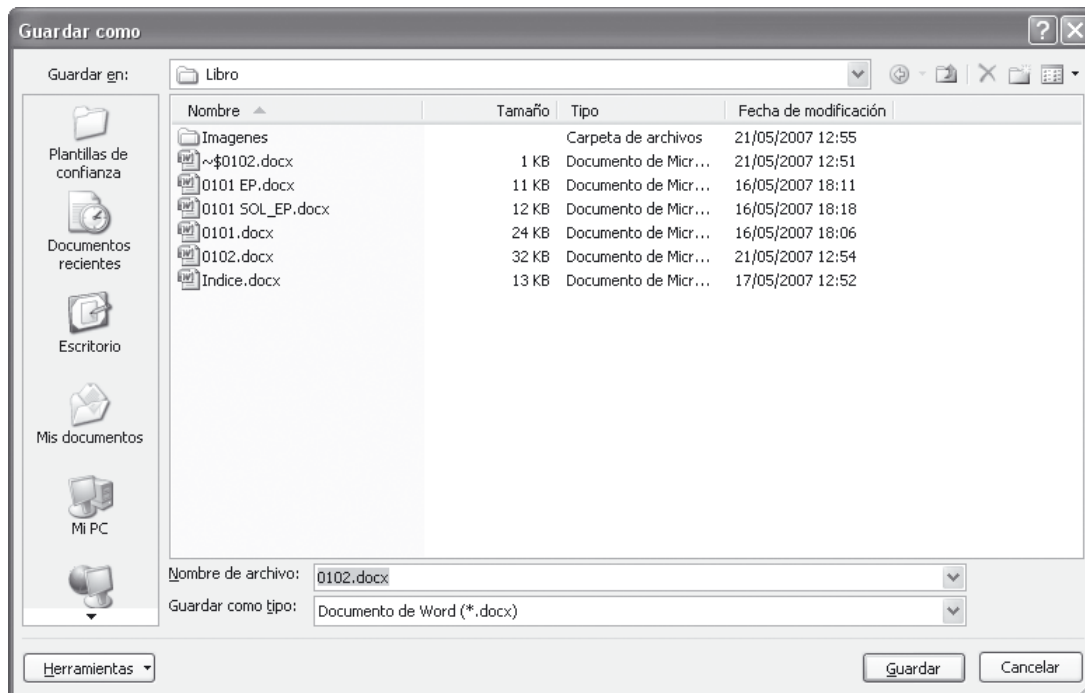 Guardar como
Guardar en:
Libro
Plantillas de
confianza
Documentos
recientes
Escritorio
Mis documentos
Mi PC
Nombre Tamaño Tipo Fecha de modificación
Imagenes Carpeta de archivos 21/05/2007 12:55
~$0102.docx 1 KB Documento de Micr... 21/05/2007 12:51
0101 EP.docx 11 KB Documento de Micr... 16/05/2007 18:11
0101 SOL_EP.docx 12 KB Documento de Micr... 16/05/2007 18:18
0101.docx 24 KB Documento de Micr... 16/05/2007 18:06
0102.docx 32 KB Documento de Micr... 21/05/2007 12:54
Indice.docx 13 KB Documento de Micr... 17/05/2007 12:52
Nombre de archivo: 0102.docx
Guardar como tipo: Documento de Word (*.docx)
Herramientas Guardar Cancelar